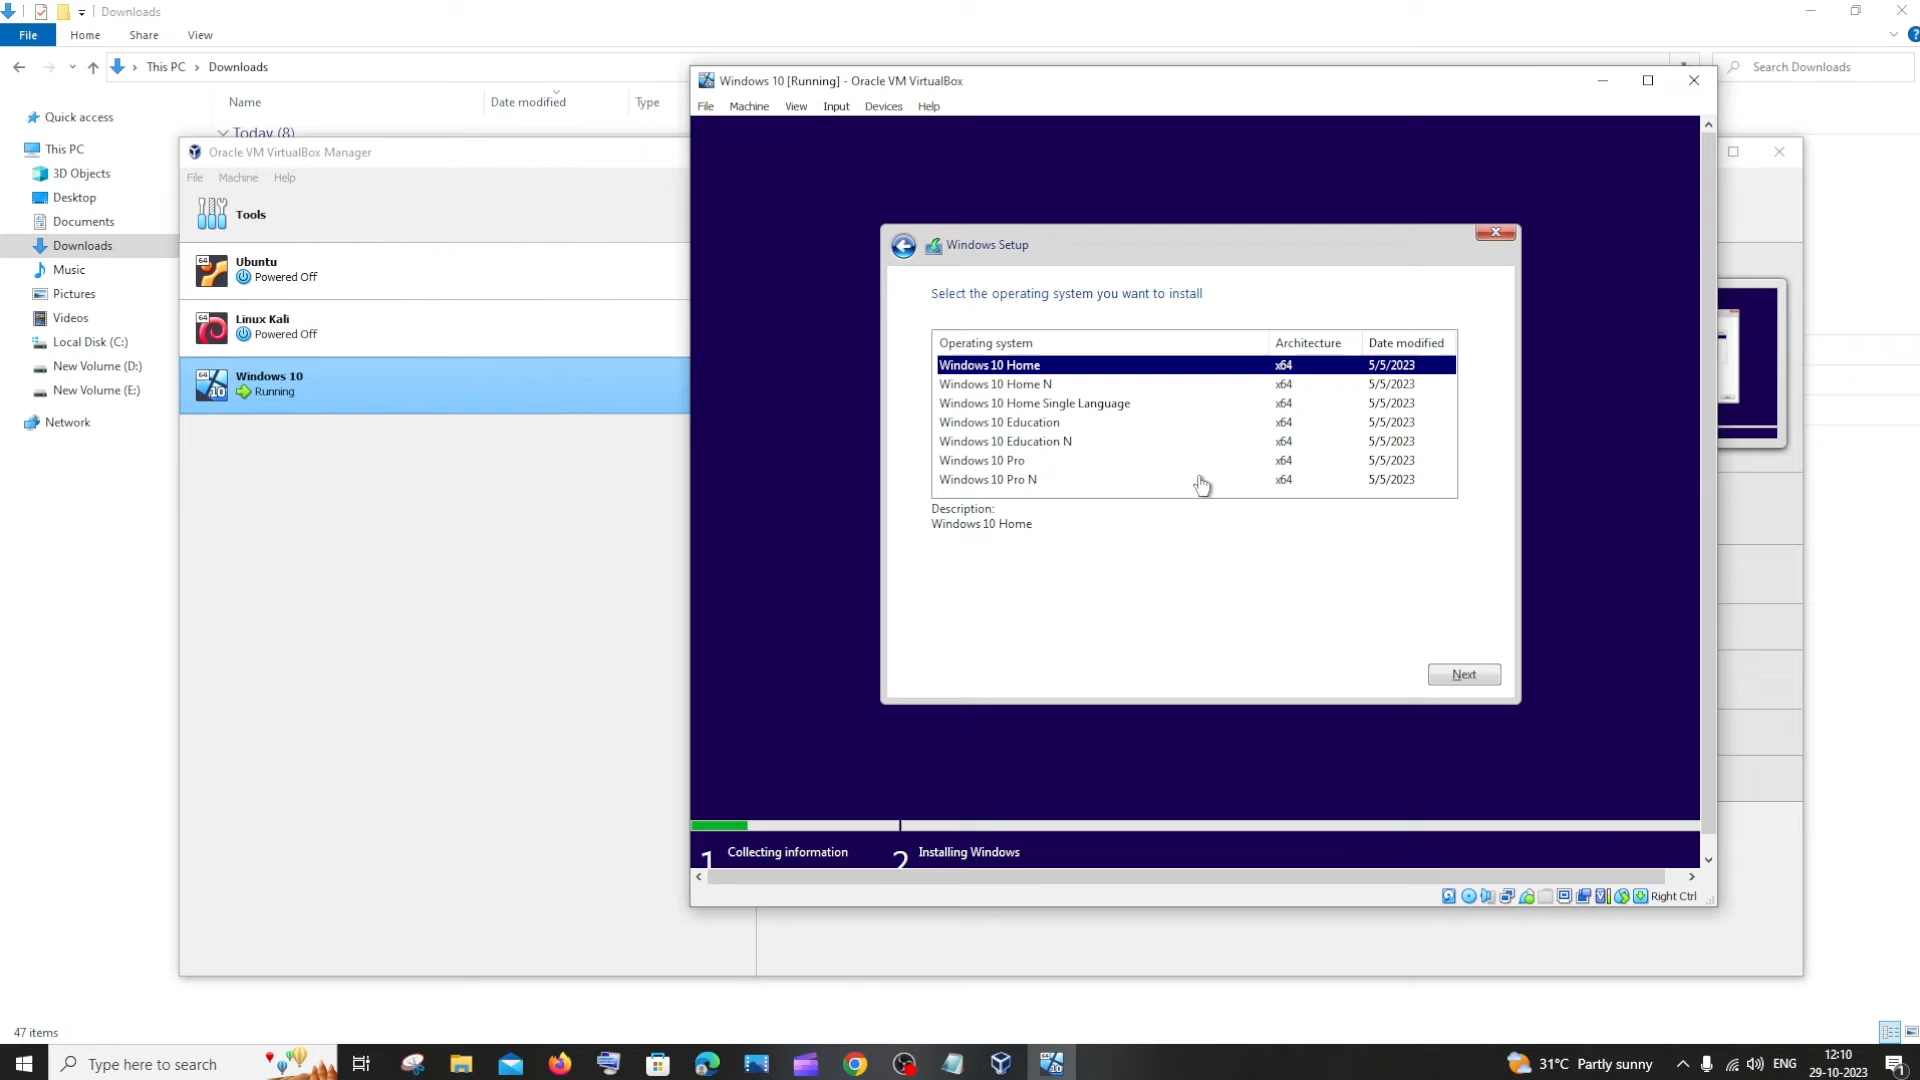 Downloads
File Home Share View
This PC > Downloads
Search Downloads
Name Date modified Type
Today (8)
Quick access
This PC
3D Objects
Desktop
Documents
Downloads
Music
Pictures
Videos
Local Disk (C:)
New Volume (D:)
New Volume (E:)
Network
Oracle VM VirtualBox Manager
File Machine Help
Tools
64
Ubuntu
Powered Off
64
Linux Kali
Powered Off
64
10
Windows 10
Running
Windows 10 [Running] - Oracle VM VirtualBox
File Machine View Input Devices Help
Windows Setup
Select the operating system you want to install
Operating system Architecture Date modified
Windows 10 Home x64 5/5/2023
Windows 10 Home N x64 5/5/2023
Windows 10 Home Single Language x64 5/5/2023
Windows 10 Education x64 5/5/2023
Windows 10 Education N x64 5/5/2023
Windows 10 Pro x64 5/5/2023
Windows 10 Pro N x64 5/5/2023
Description:
Windows 10 Home
Next
1 Collecting information 2 Installing Windows
Right Ctrl
47 items
Type here to search
31°C Partly sunny
ENG
12:10
29-10-2023
1